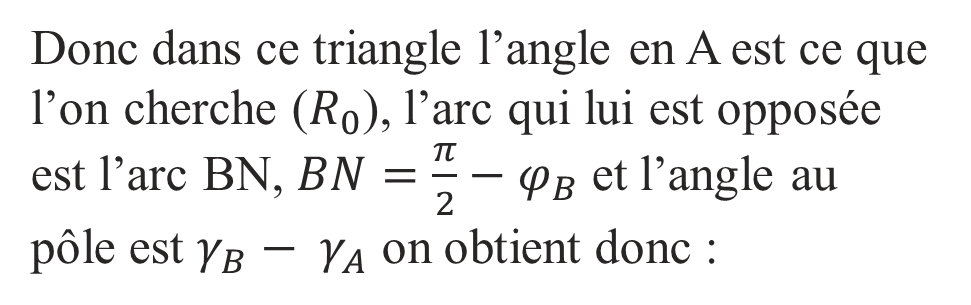 Donc dans ce triangle l’angle en A est ce que
l’on cherche (𝑅₀), l’arc qui lui est opposée
est l’arc BN, 𝐵𝑁 = π/2 − 𝜑_B et l’angle au
pôle est 𝛾_B − 𝛾_A on obtient donc :